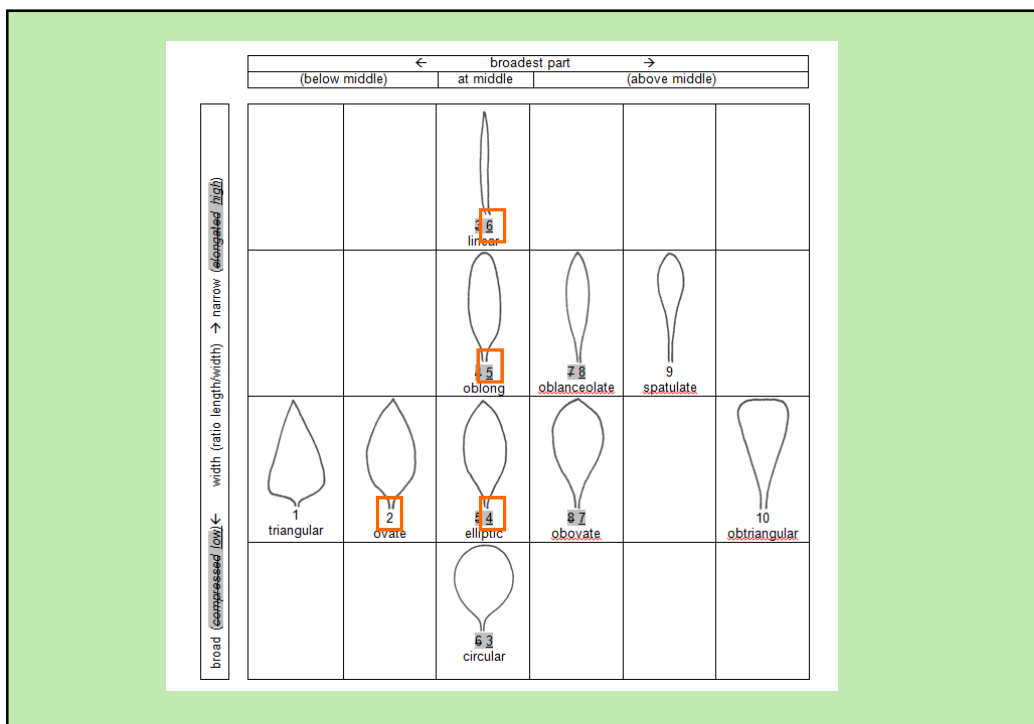 ← broadest part →
(below middle) at middle (above middle)
broad (compressed low)← width (ratio length/width) → narrow (elongated high)
3 6
linear
4 5
oblong
7 8
oblanceolate
9
spatulate
1
triangular
2
ovate
5 4
elliptic
8 7
obovate
10
obtriangular
6 3
circular